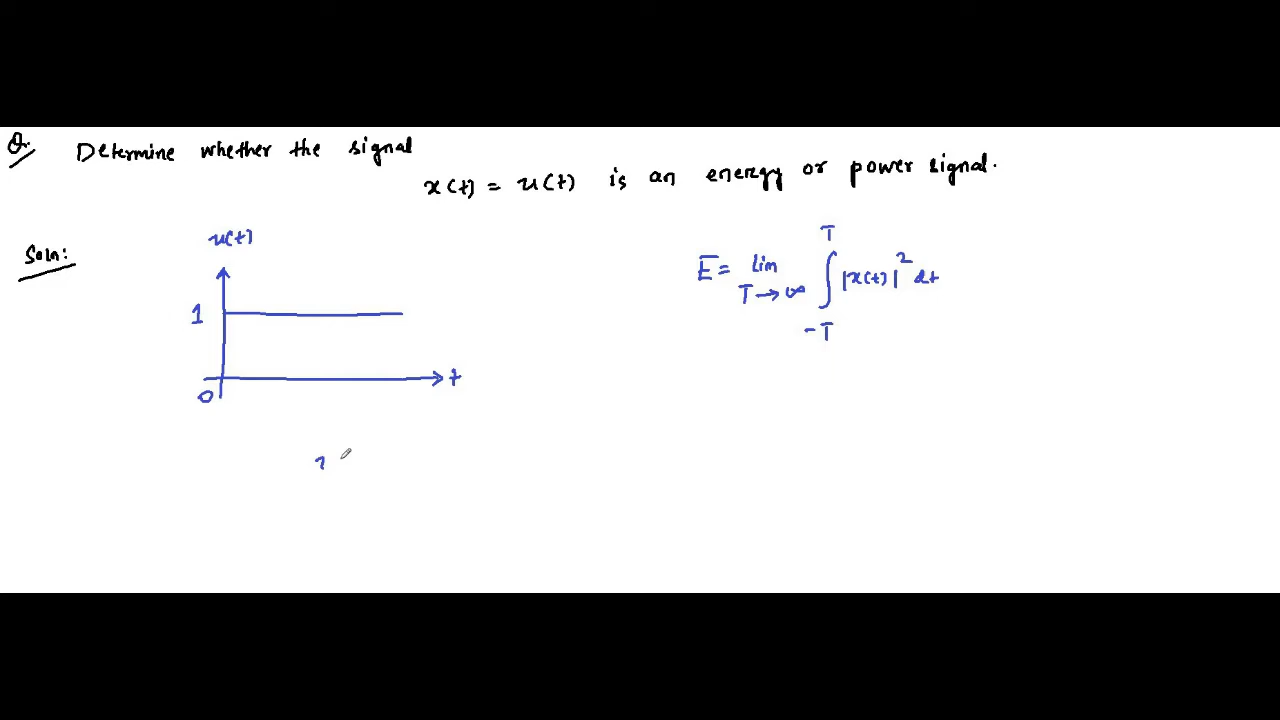 Q. Determine whether the signal
x(t) = u(t) is an energy or power signal.
Soln:
u(t)
1
0
t
E = Lim T→∞ ∫ -T T |x(t)|² dt